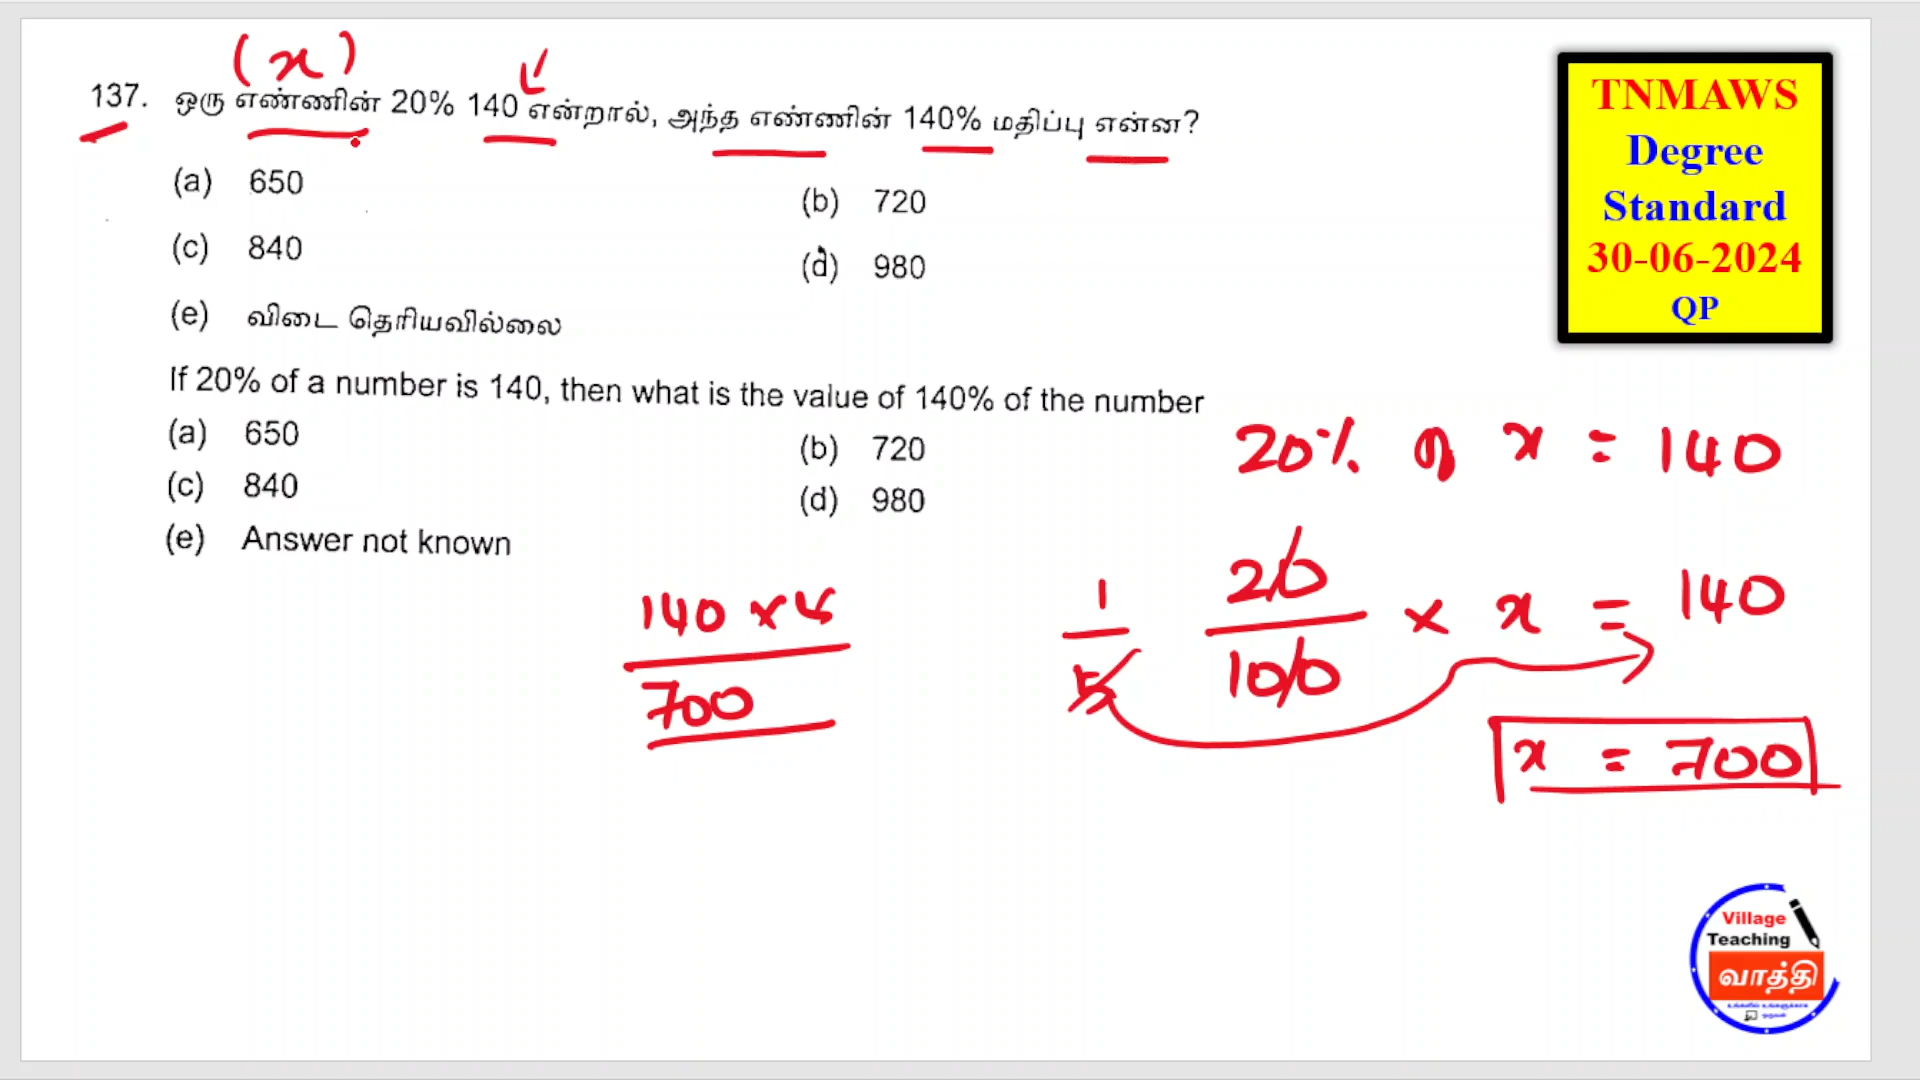 (x)
137. ஒரு எண்ணின் 20% 140 என்றால், அந்த எண்ணின் 140% மதிப்பு என்ன?
(a) 650
(b) 720
(c) 840
(d) 980
(e) விடை தெரியவில்லை
If 20% of a number is 140, then what is the value of 140% of the number
(a) 650
(b) 720
(c) 840
(d) 980
(e) Answer not known
TNMAWS
Degree
Standard
30-06-2024
QP
20% of x = 140
1/5 20/100 × x = 140
140 × 5
700
x = 700
Village
Teaching
வாத்தி